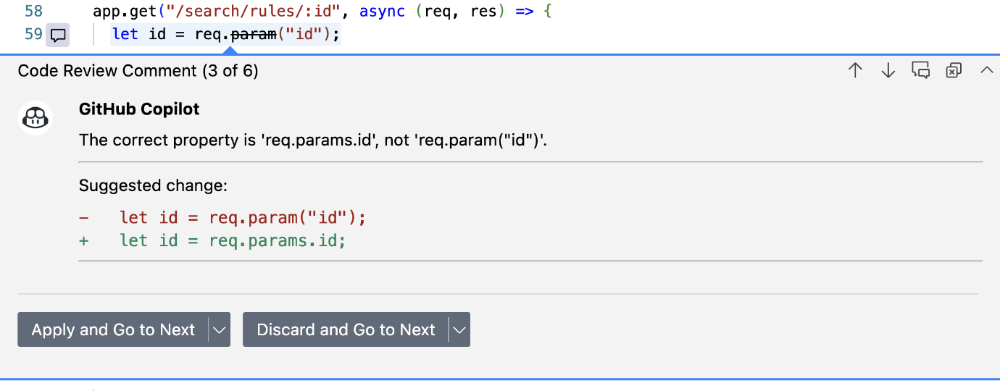 58 app.get("/search/rules/:id", async (req, res) => {
59 let id = req.param("id");
Code Review Comment (3 of 6)
GitHub Copilot
The correct property is 'req.params.id', not 'req.param("id")'.
Suggested change:
- let id = req.param("id");
+ let id = req.params.id;
Apply and Go to Next
Discard and Go to Next